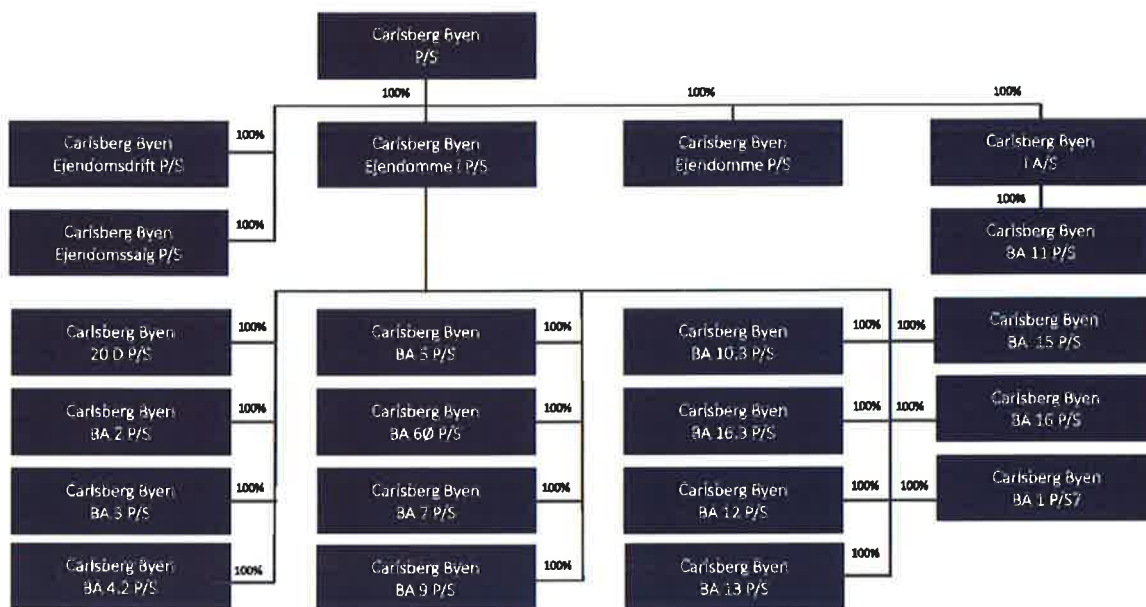 Carlsberg Byen
P/S
100%
100%
100%
Carlsberg Byen
Ejendomsdrift P/S
100%
Carlsberg Byen
Ejendomme I P/S
Carlsberg Byen
Ejendomme P/S
Carlsberg Byen
I A/S
Carlsberg Byen
Ejendomssalg P/S
100%
100%
Carlsberg Byen
BA 11 P/S
Carlsberg Byen
20 D P/S
100%
Carlsberg Byen
BA 5 P/S
100%
Carlsberg Byen
BA 10.3 P/S
100%
100%
Carlsberg Byen
BA 15 P/S
Carlsberg Byen
BA 2 P/S
100%
Carlsberg Byen
BA 6Ø P/S
100%
Carlsberg Byen
BA 16.3 P/S
100%
100%
Carlsberg Byen
BA 16 P/S
Carlsberg Byen
BA 3 P/S
100%
Carlsberg Byen
BA 7 P/S
100%
Carlsberg Byen
BA 12 P/S
100%
100%
Carlsberg Byen
BA 1 P/S7
Carlsberg Byen
BA 4.2 P/S
100%
Carlsberg Byen
BA 9 P/S
100%
Carlsberg Byen
BA 13 P/S
100%